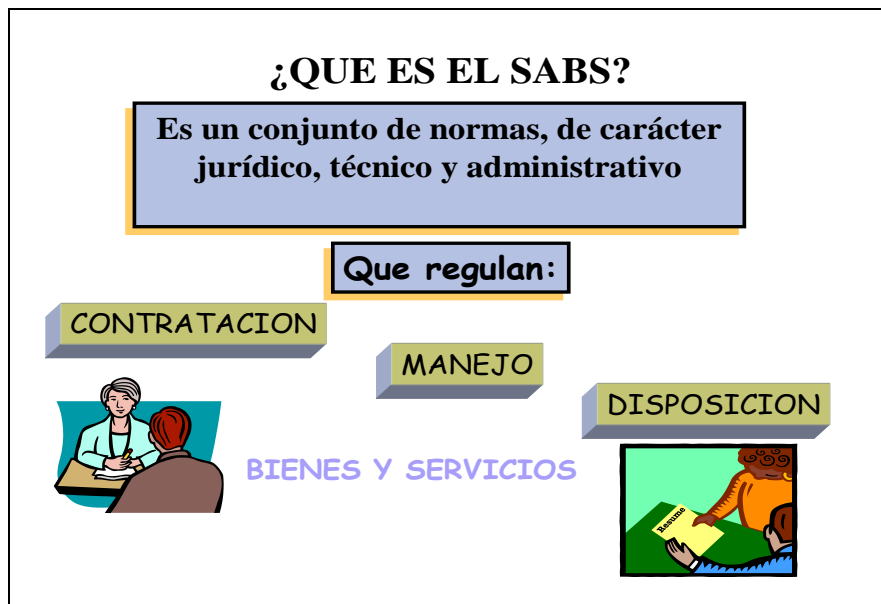 ¿QUE ES EL SABS?
Es un conjunto de normas, de carácter
jurídico, técnico y administrativo
Que regulan:
CONTRATACION
MANEJO
DISPOSICION
BIENES Y SERVICIOS
Resume